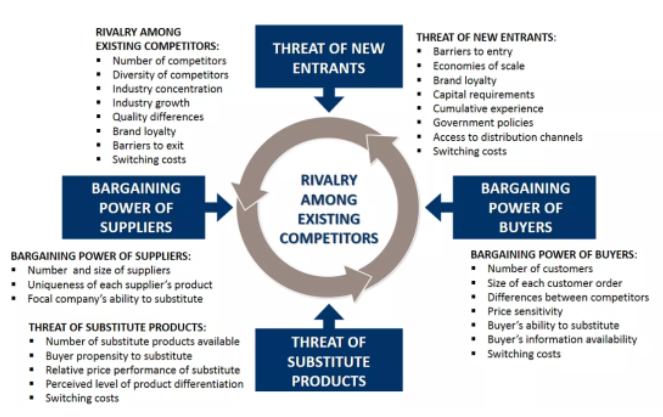 RIVALRY AMONG
EXISTING COMPETITORS:
▪ Number of competitors
▪ Diversity of competitors
▪ Industry concentration
▪ Industry growth
▪ Quality differences
▪ Brand loyalty
▪ Barriers to exit
▪ Switching costs
THREAT OF NEW
ENTRANTS
THREAT OF NEW ENTRANTS:
▪ Barriers to entry
▪ Economies of scale
▪ Brand loyalty
▪ Capital requirements
▪ Cumulative experience
▪ Government policies
▪ Access to distribution channels
▪ Switching costs
BARGAINING
POWER OF
SUPPLIERS
RIVALRY
AMONG
EXISTING
COMPETITORS
BARGAINING
POWER OF
BUYERS
BARGAINING POWER OF SUPPLIERS:
▪ Number and size of suppliers
▪ Uniqueness of each supplier's product
▪ Focal company's ability to substitute
BARGAINING POWER OF BUYERS:
▪ Number of customers
▪ Size of each customer order
▪ Differences between competitors
▪ Price sensitivity
▪ Buyer's ability to substitute
▪ Buyer's information availability
▪ Switching costs
THREAT OF SUBSTITUTE PRODUCTS:
▪ Number of substitute products available
▪ Buyer propensity to substitute
▪ Relative price performance of substitute
▪ Perceived level of product differentiation
▪ Switching costs
THREAT OF
SUBSTITUTE
PRODUCTS